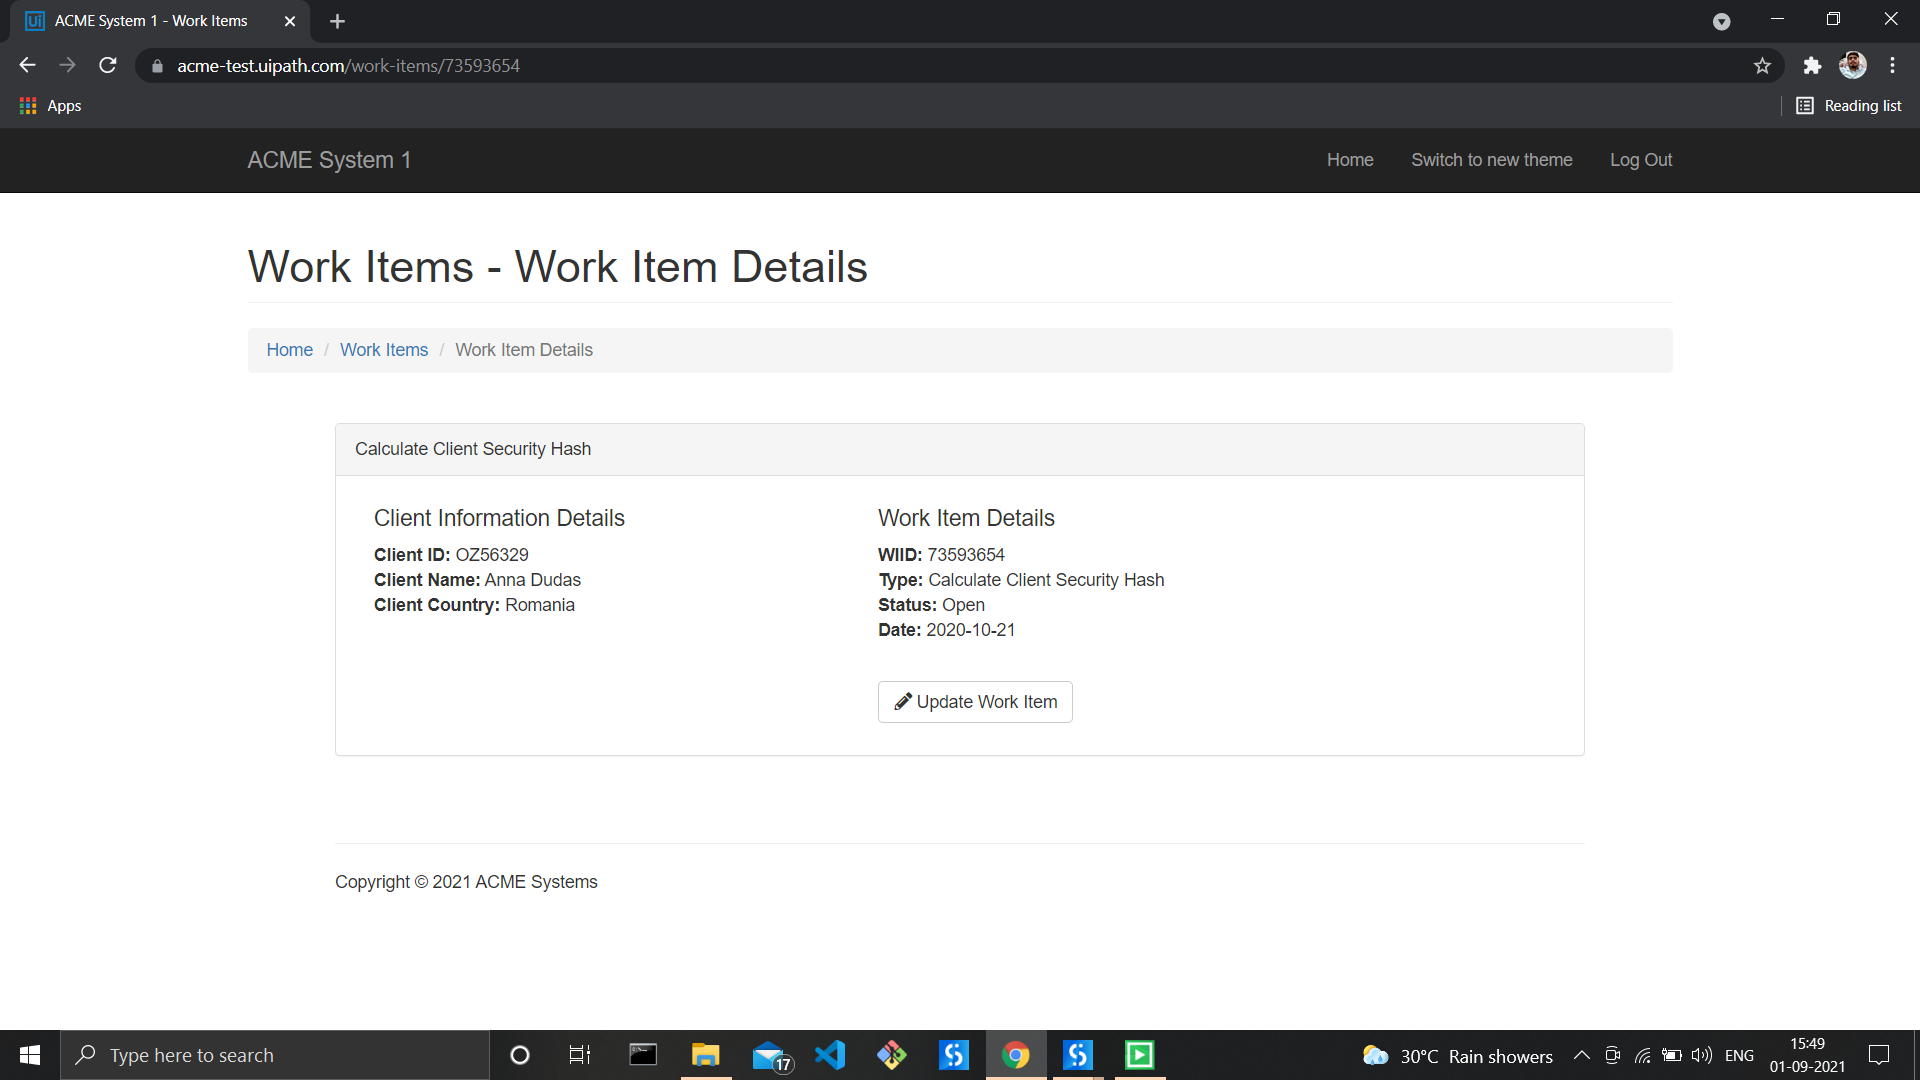 ACME System 1 - Work Items
acme-test.uipath.com/work-items/73593654
Apps
Reading list
ACME System 1
Home
Switch to new theme
Log Out
Work Items - Work Item Details
Home / Work Items / Work Item Details
Calculate Client Security Hash
Client Information Details
Client ID: OZ56329
Client Name: Anna Dudas
Client Country: Romania
Work Item Details
WIID: 73593654
Type: Calculate Client Security Hash
Status: Open
Date: 2020-10-21
Update Work Item
Copyright © 2021 ACME Systems
Type here to search
17
30°C Rain showers
ENG
15:49
01-09-2021